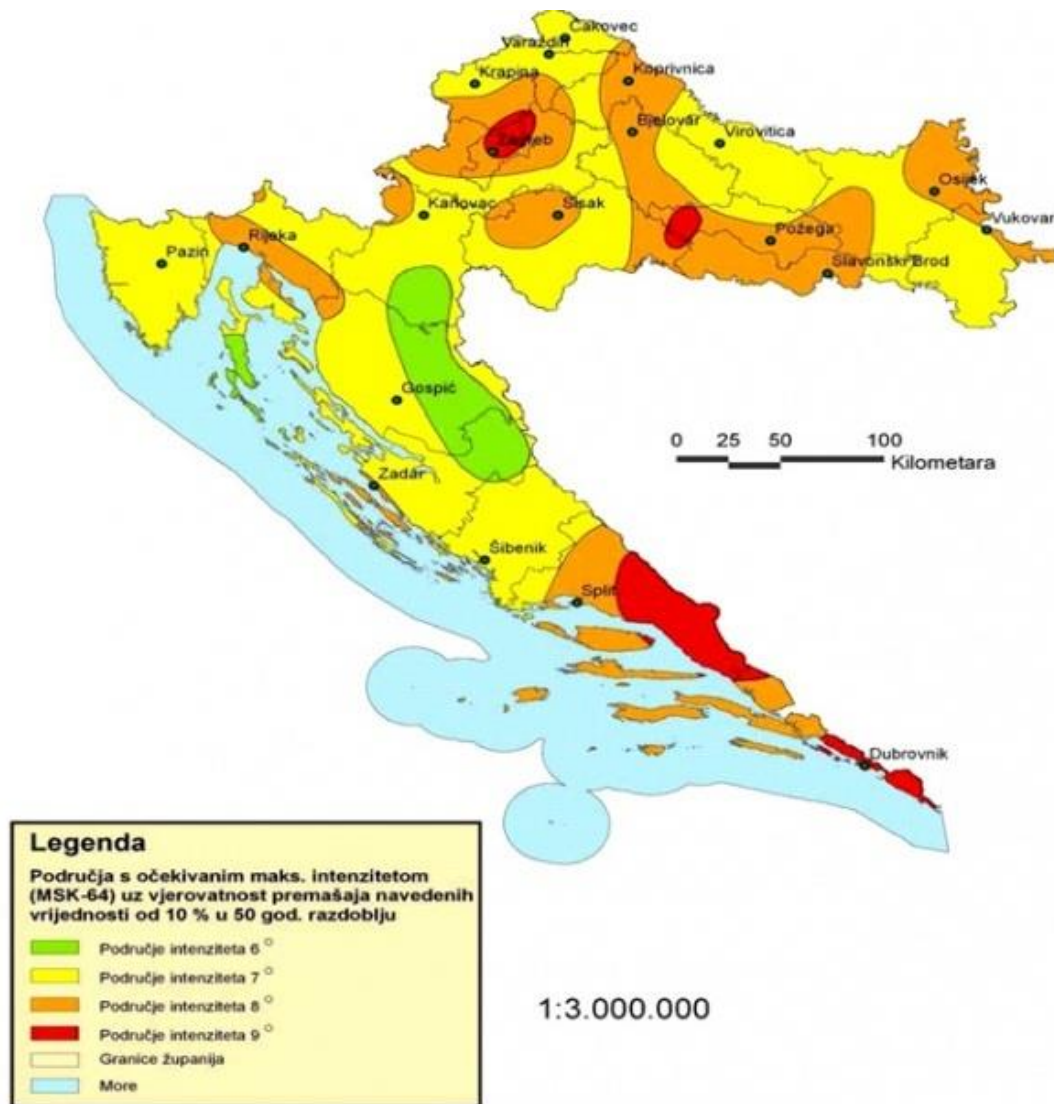 Čakovec
Varaždin
Krapina
Koprivnica
Bjelovar
Virovitica
Zagreb
Osijek
Karlovac
Sisak
Vukovar
Požega
Rijeka
Pazin
Slavonski Brod
Gospić
0 25 50 100
Kilometara
Zadar
Šibenik
Split
Dubrovnik
Legenda
Područja s očekivanim maks. intenzitetom
(MSK-64) uz vjerovatnost premašaja navedenih
vrijednosti od 10 % u 50 god. razdoblju
Područje intenziteta 6 °
Područje intenziteta 7 °
Područje intenziteta 8 °
Područje intenziteta 9 °
Granice županija
More
1:3.000.000